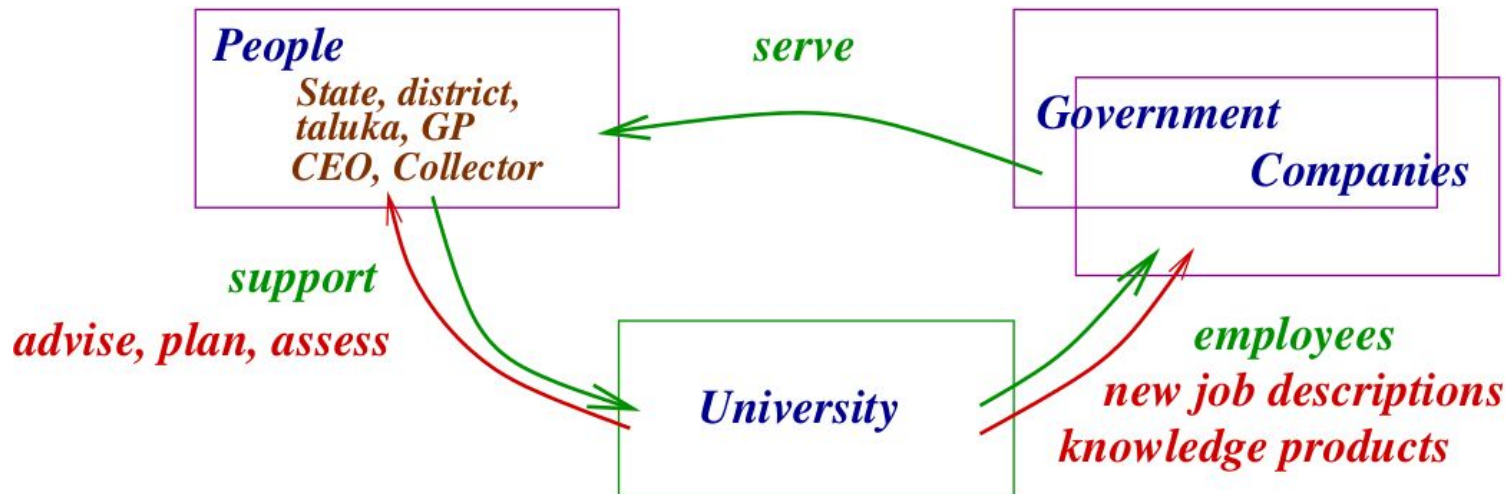 People
State, district,
taluka, GP
CEO, Collector
serve
Government
Companies
support
advise, plan, assess
University
employees
new job descriptions
knowledge products